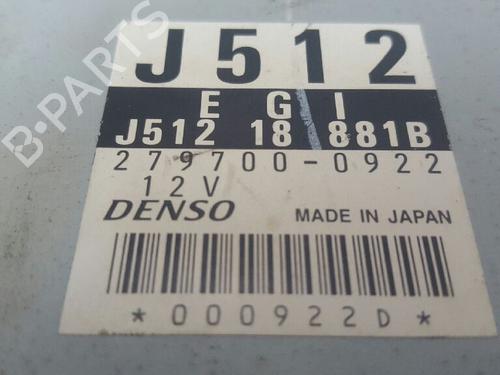 J512
E G I
J512 18 881B
279700-0922
12V
DENSO MADE IN JAPAN
*000922D*
B-PARTS